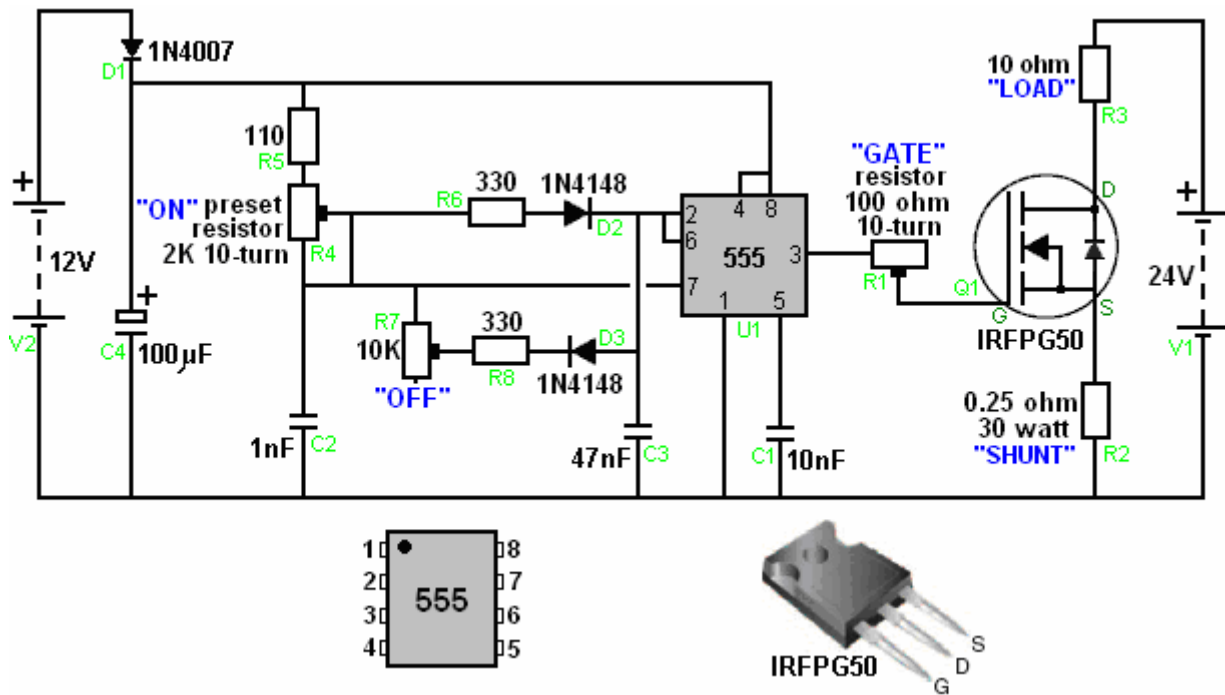 1N4007
D1
110
R5
"ON" preset
resistor
2K 10-turn
R4
330
R6
1N4148
D2
2
6
7
4
8
555
3
1
5
U1
"GATE"
resistor
100 ohm
10-turn
R1
10 ohm
"LOAD"
R3
D
Q1
G
S
IRFPG50
+
24V
V1
+
12V
V2
+
C4
100µF
R7
10K
"OFF"
330
R8
D3
1N4148
1nF
C2
47nF
C3
C1
10nF
0.25 ohm
30 watt
"SHUNT"
R2
1
2
3
4
555
8
7
6
5
IRFPG50
S
D
G